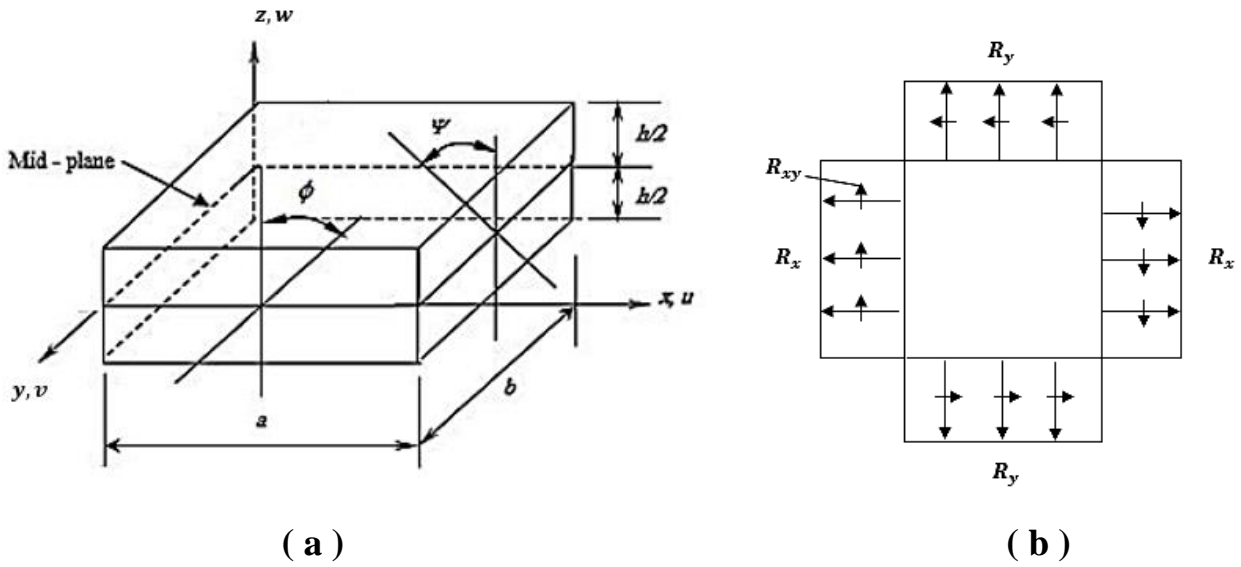 z, w
Mid - plane
ϕ
Ψ
h/2
h/2
x, u
y, v
a
b
R_y
R_xy
R_x
R_x
R_y
( a )
( b )